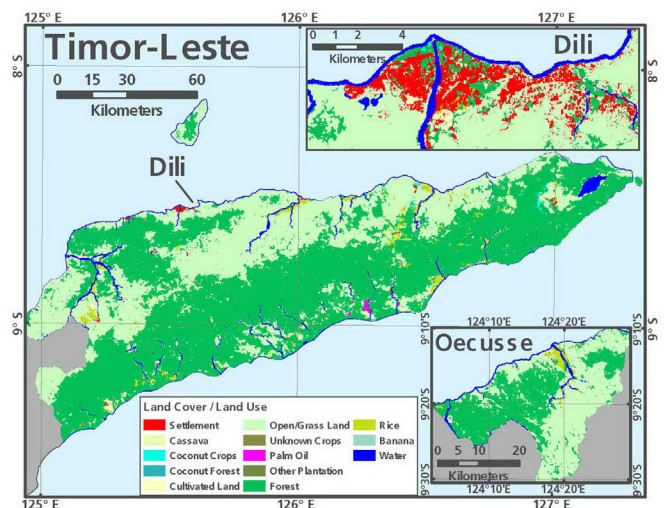 125°E 126°E 127°E
Timor-Leste
0 15 30 60
Kilometers
0 1 2 4
Kilometers
Dili
8°S
8°S
Dili
9°S
9°S
124°10'E 124°20'E
Oecusse
9°10'S
9°20'S
9°30'S
9°10'S
9°20'S
9°30'S
0 5 10 20
Kilometers
124°10'E 124°20'E
Land Cover / Land Use
Settlement
Cassava
Coconut Crops
Coconut Forest
Cultivated Land
Open/Grass Land
Unknown Crops
Palm Oil
Other Plantation
Forest
Rice
Banana
Water
125°E 126°E 127°E